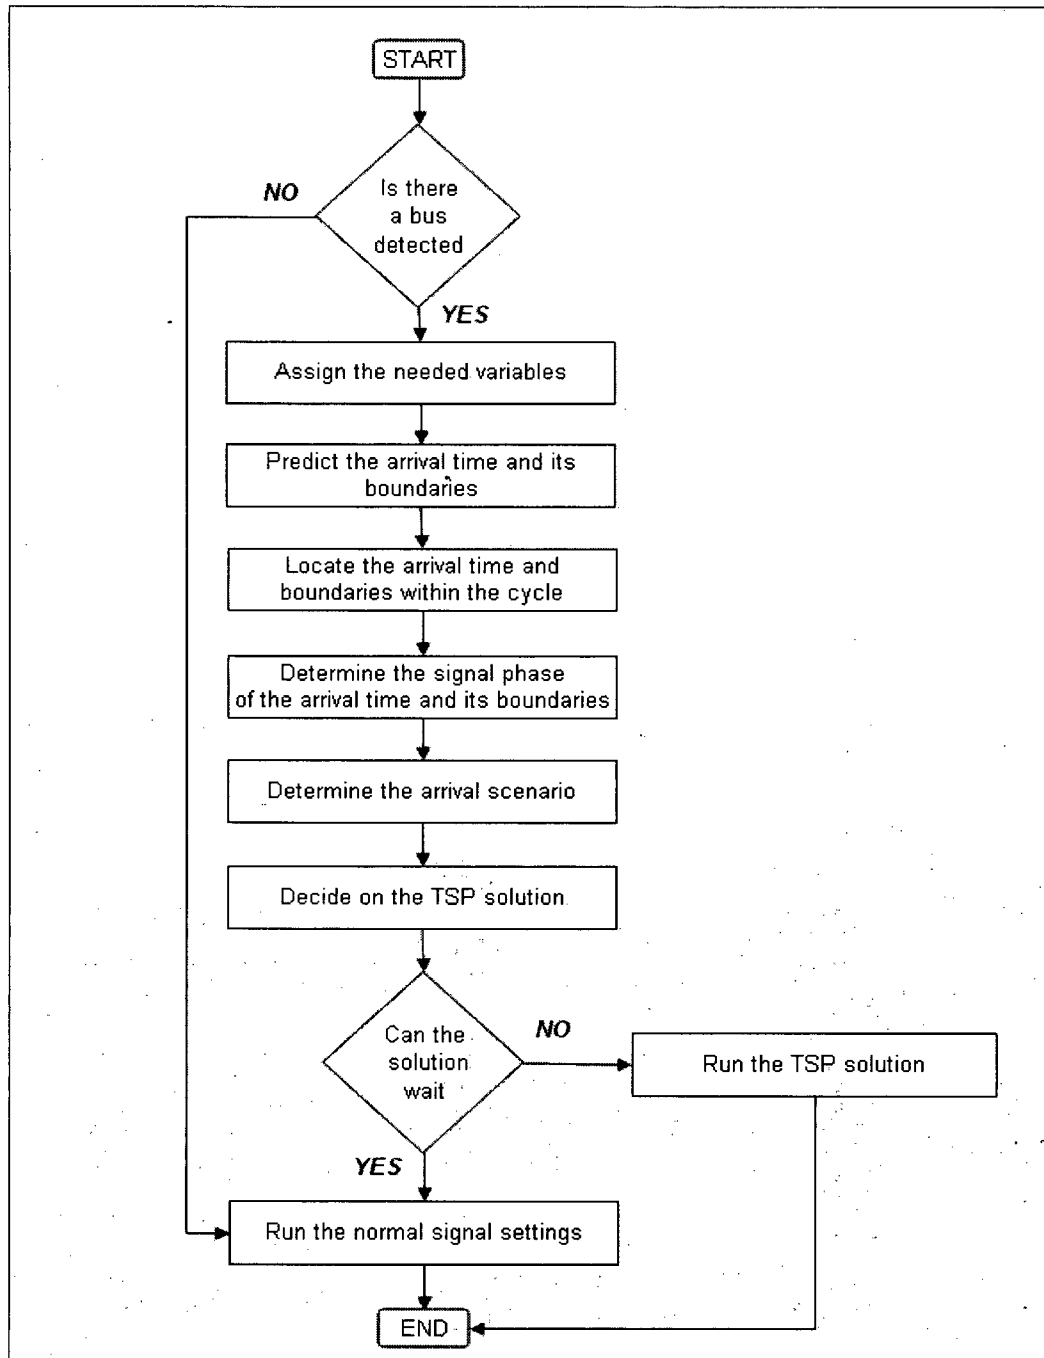 START
Is there
a bus
detected
NO
YES
Assign the needed variables
Predict the arrival time and its
boundaries
Locate the arrival time and
boundaries within the cycle
Determine the signal phase
of the arrival time and its boundaries
Determine the arrival scenario
Decide on the TSP solution
Can the
solution
wait
NO
Run the TSP solution
YES
Run the normal signal settings
END